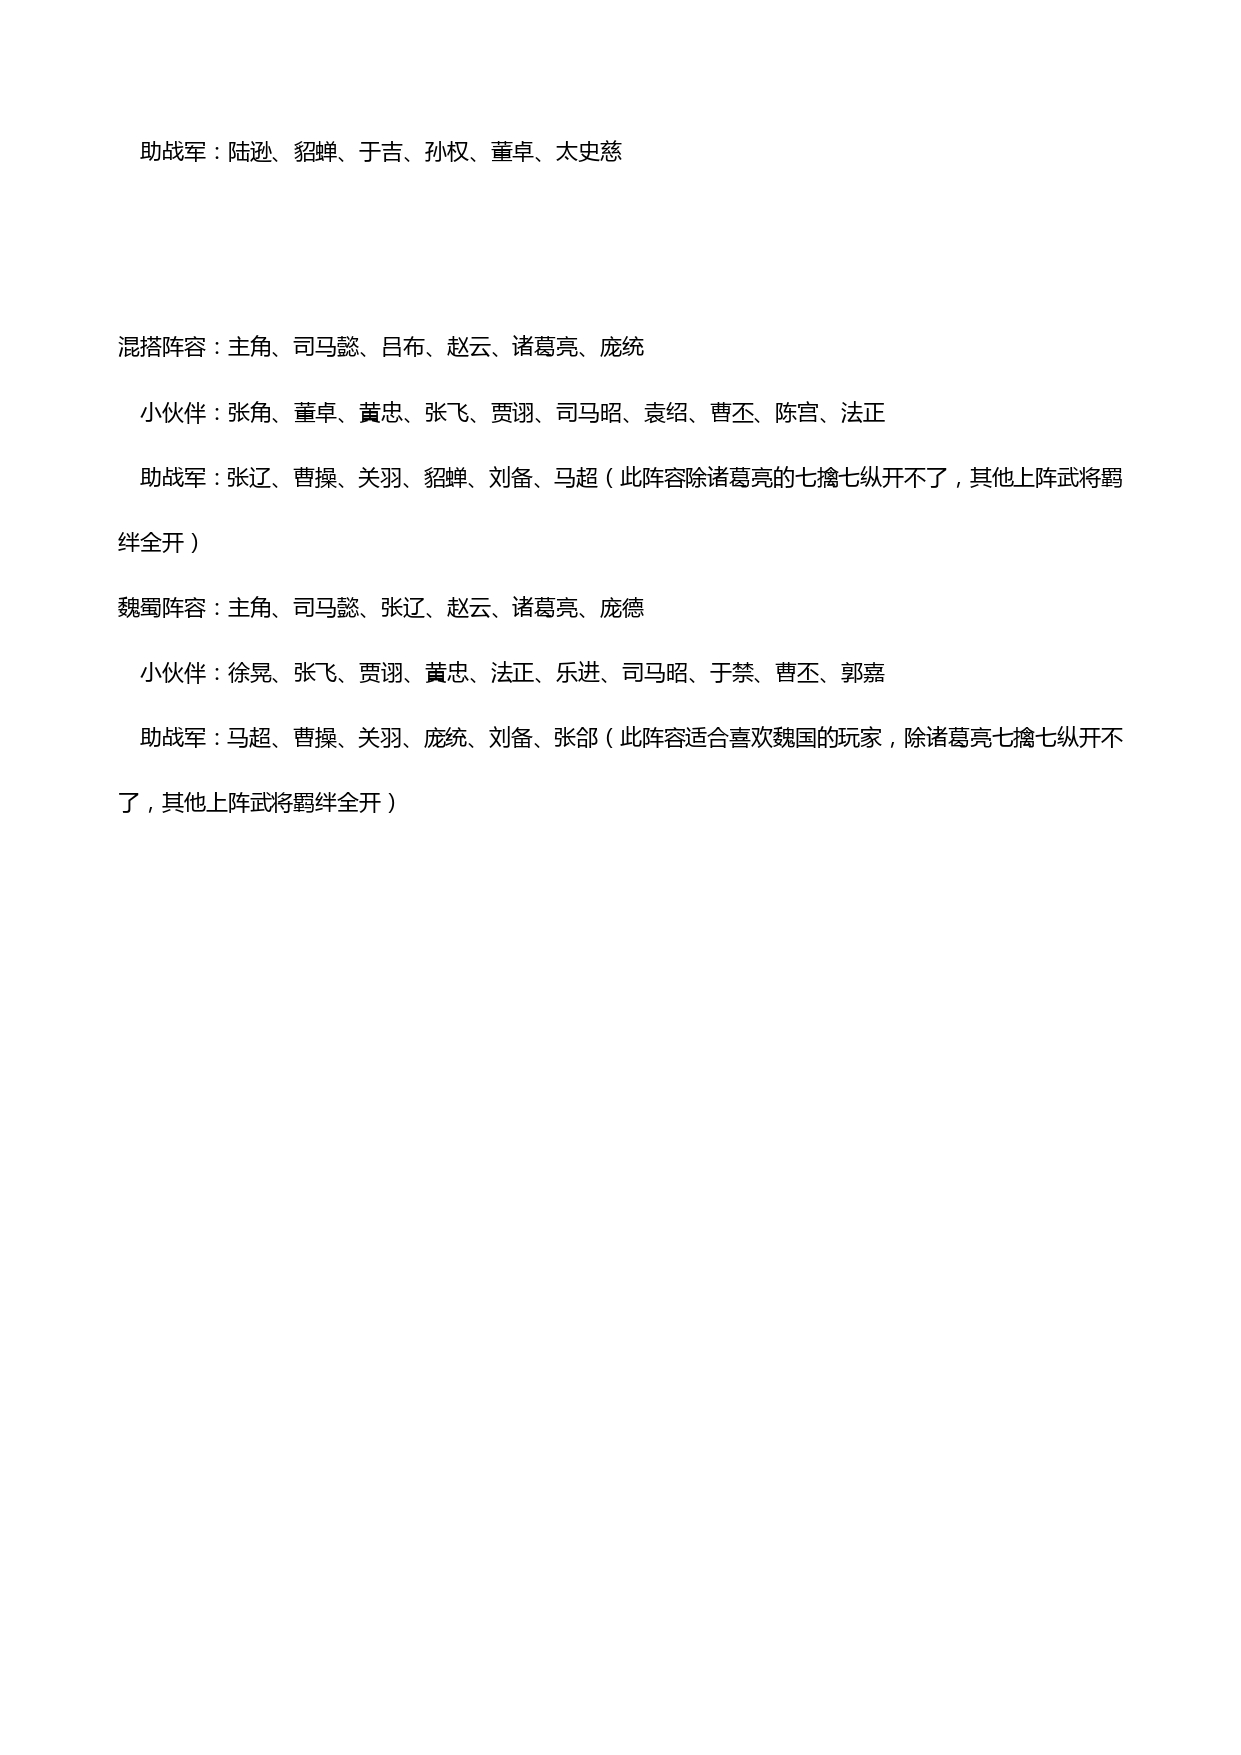 助战军：陆逊、貂蝉、于吉、孙权、董卓、太史慈
混搭阵容：主角、司马懿、吕布、赵云、诸葛亮、庞统
小伙伴：张角、董卓、黄忠、张飞、贾诩、司马昭、袁绍、曹丕、陈宫、法正
助战军：张辽、曹操、关羽、貂蝉、刘备、马超（此阵容除诸葛亮的七擒七纵开不了，其他上阵武将羁
绊全开）
魏蜀阵容：主角、司马懿、张辽、赵云、诸葛亮、庞德
小伙伴：徐晃、张飞、贾诩、黄忠、法正、乐进、司马昭、于禁、曹丕、郭嘉
助战军：马超、曹操、关羽、庞统、刘备、张郃（此阵容适合喜欢魏国的玩家，除诸葛亮七擒七纵开不
了，其他上阵武将羁绊全开）